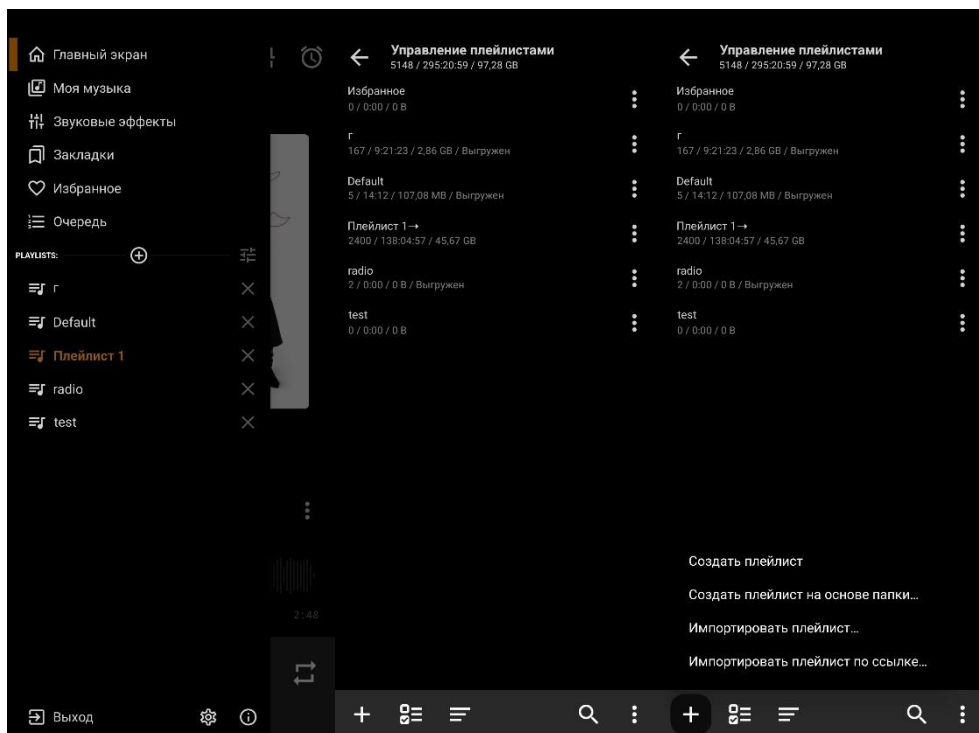 Главный экран
Моя музыка
Звуковые эффекты
Закладки
Избранное
Очередь
PLAYLISTS:
г
Default
Плейлист 1
radio
test
2:48
Выход
Управление плейлистами
5148 / 295:20:59 / 97,28 GB
Избранное
0 / 0:00 / 0 B
г
167 / 9:21:23 / 2,86 GB / Выгружен
Default
5 / 14:12 / 107,08 MB / Выгружен
Плейлист 1→
2400 / 138:04:57 / 45,67 GB
radio
2 / 0:00 / 0 B / Выгружен
test
0 / 0:00 / 0 B
Управление плейлистами
5148 / 295:20:59 / 97,28 GB
Избранное
0 / 0:00 / 0 B
г
167 / 9:21:23 / 2,86 GB / Выгружен
Default
5 / 14:12 / 107,08 MB / Выгружен
Плейлист 1→
2400 / 138:04:57 / 45,67 GB
radio
2 / 0:00 / 0 B / Выгружен
test
0 / 0:00 / 0 B
Создать плейлист
Создать плейлист на основе папки...
Импортировать плейлист...
Импортировать плейлист по ссылке...